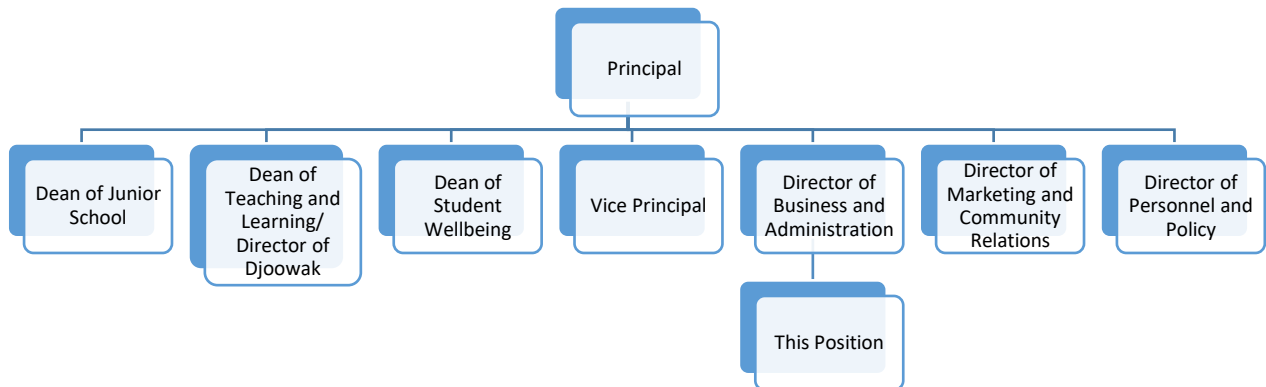 Principal
Dean of Junior
School
Dean of
Teaching and
Learning/
Director of
Djoowak
Dean of
Student
Wellbeing
Vice Principal
Director of
Business and
Administration
Director of
Marketing and
Community
Relations
Director of
Personnel and
Policy
This Position